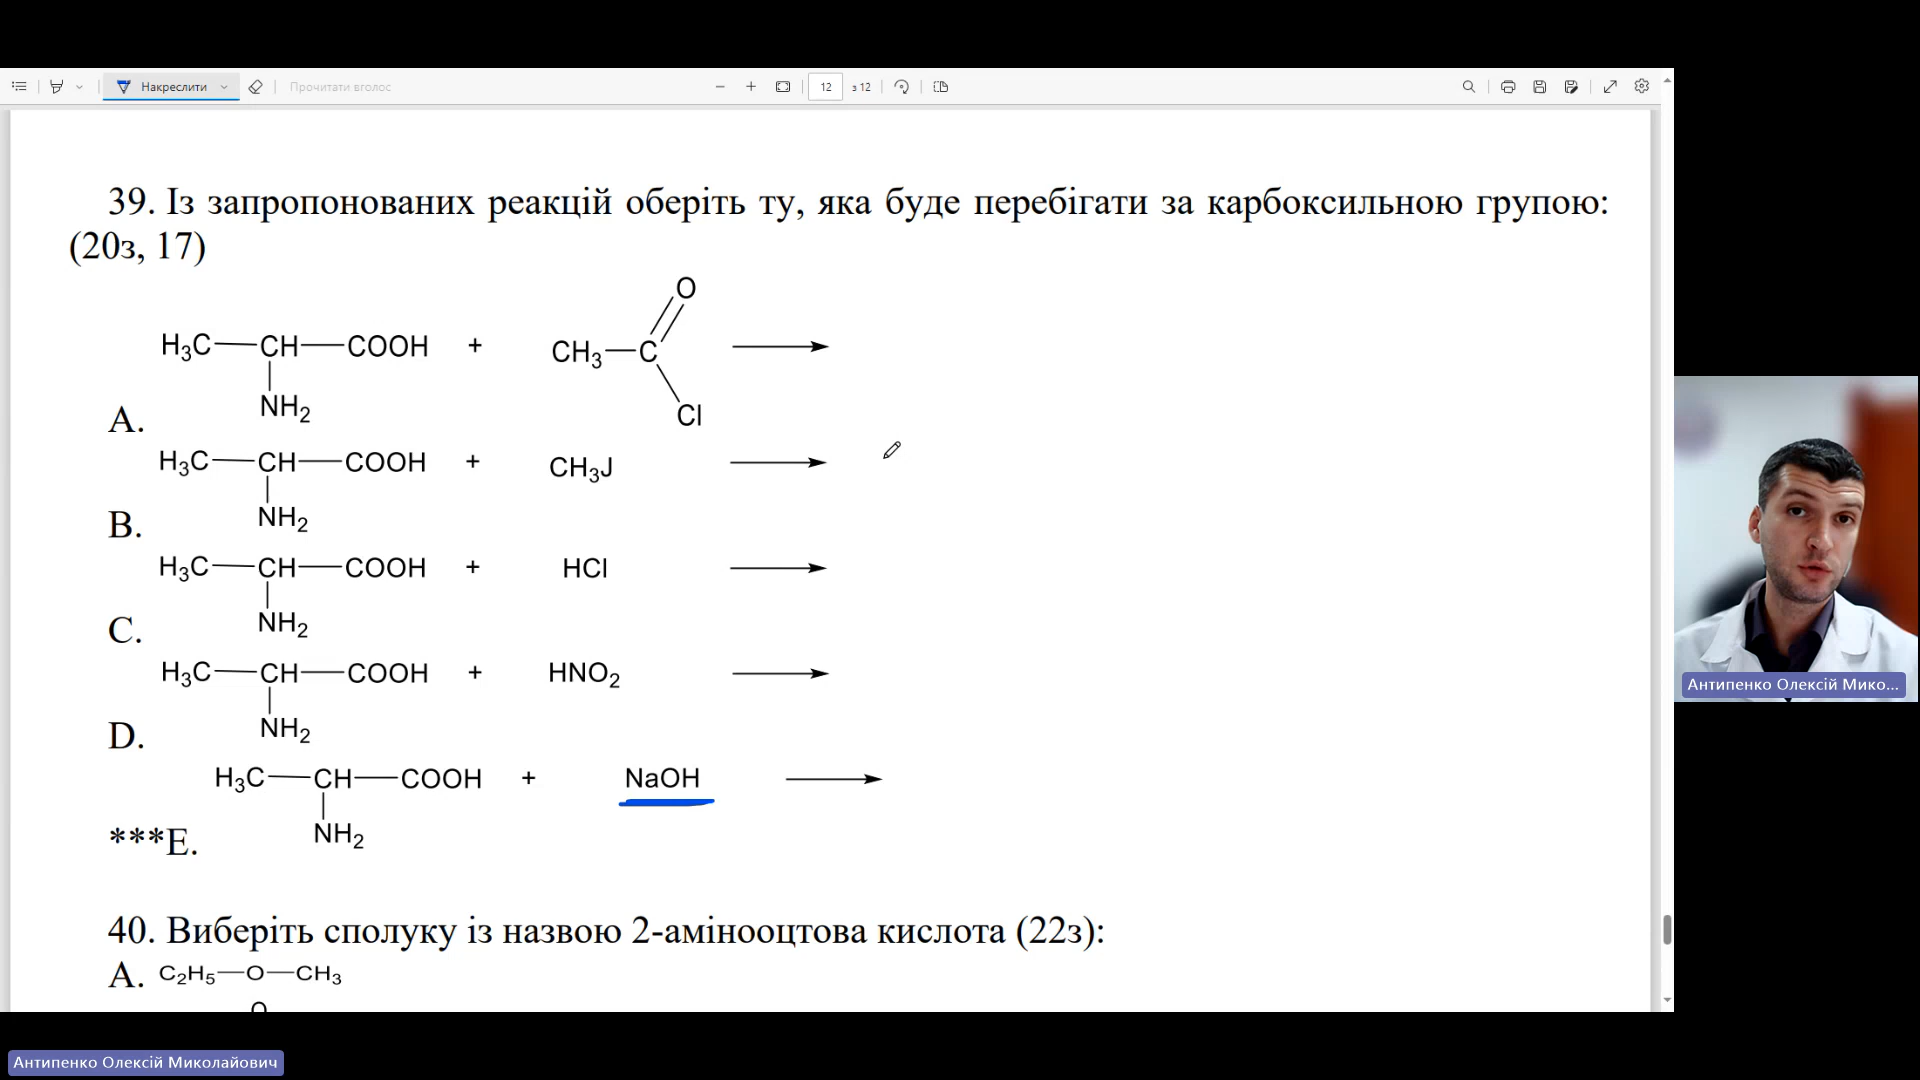 Накреслити
Прочитати вголос
12
з 12
39. Із запропонованих реакцій оберіть ту, яка буде перебігати за карбоксильною групою:
(20з, 17)
O
H₃C—CH—COOH + CH₃—C
NH₂
Cl
A.
H₃C—CH—COOH + CH₃J
NH₂
B.
H₃C—CH—COOH + HCl
NH₂
C.
H₃C—CH—COOH + HNO₂
NH₂
D.
H₃C—CH—COOH + NaOH
NH₂
***E.
40. Виберіть сполуку із назвою 2-амінооцтова кислота (22з):
A. C₂H₅—O—CH₃
O
Антипенко Олексій Мико...
Антипенко Олексій Миколайович